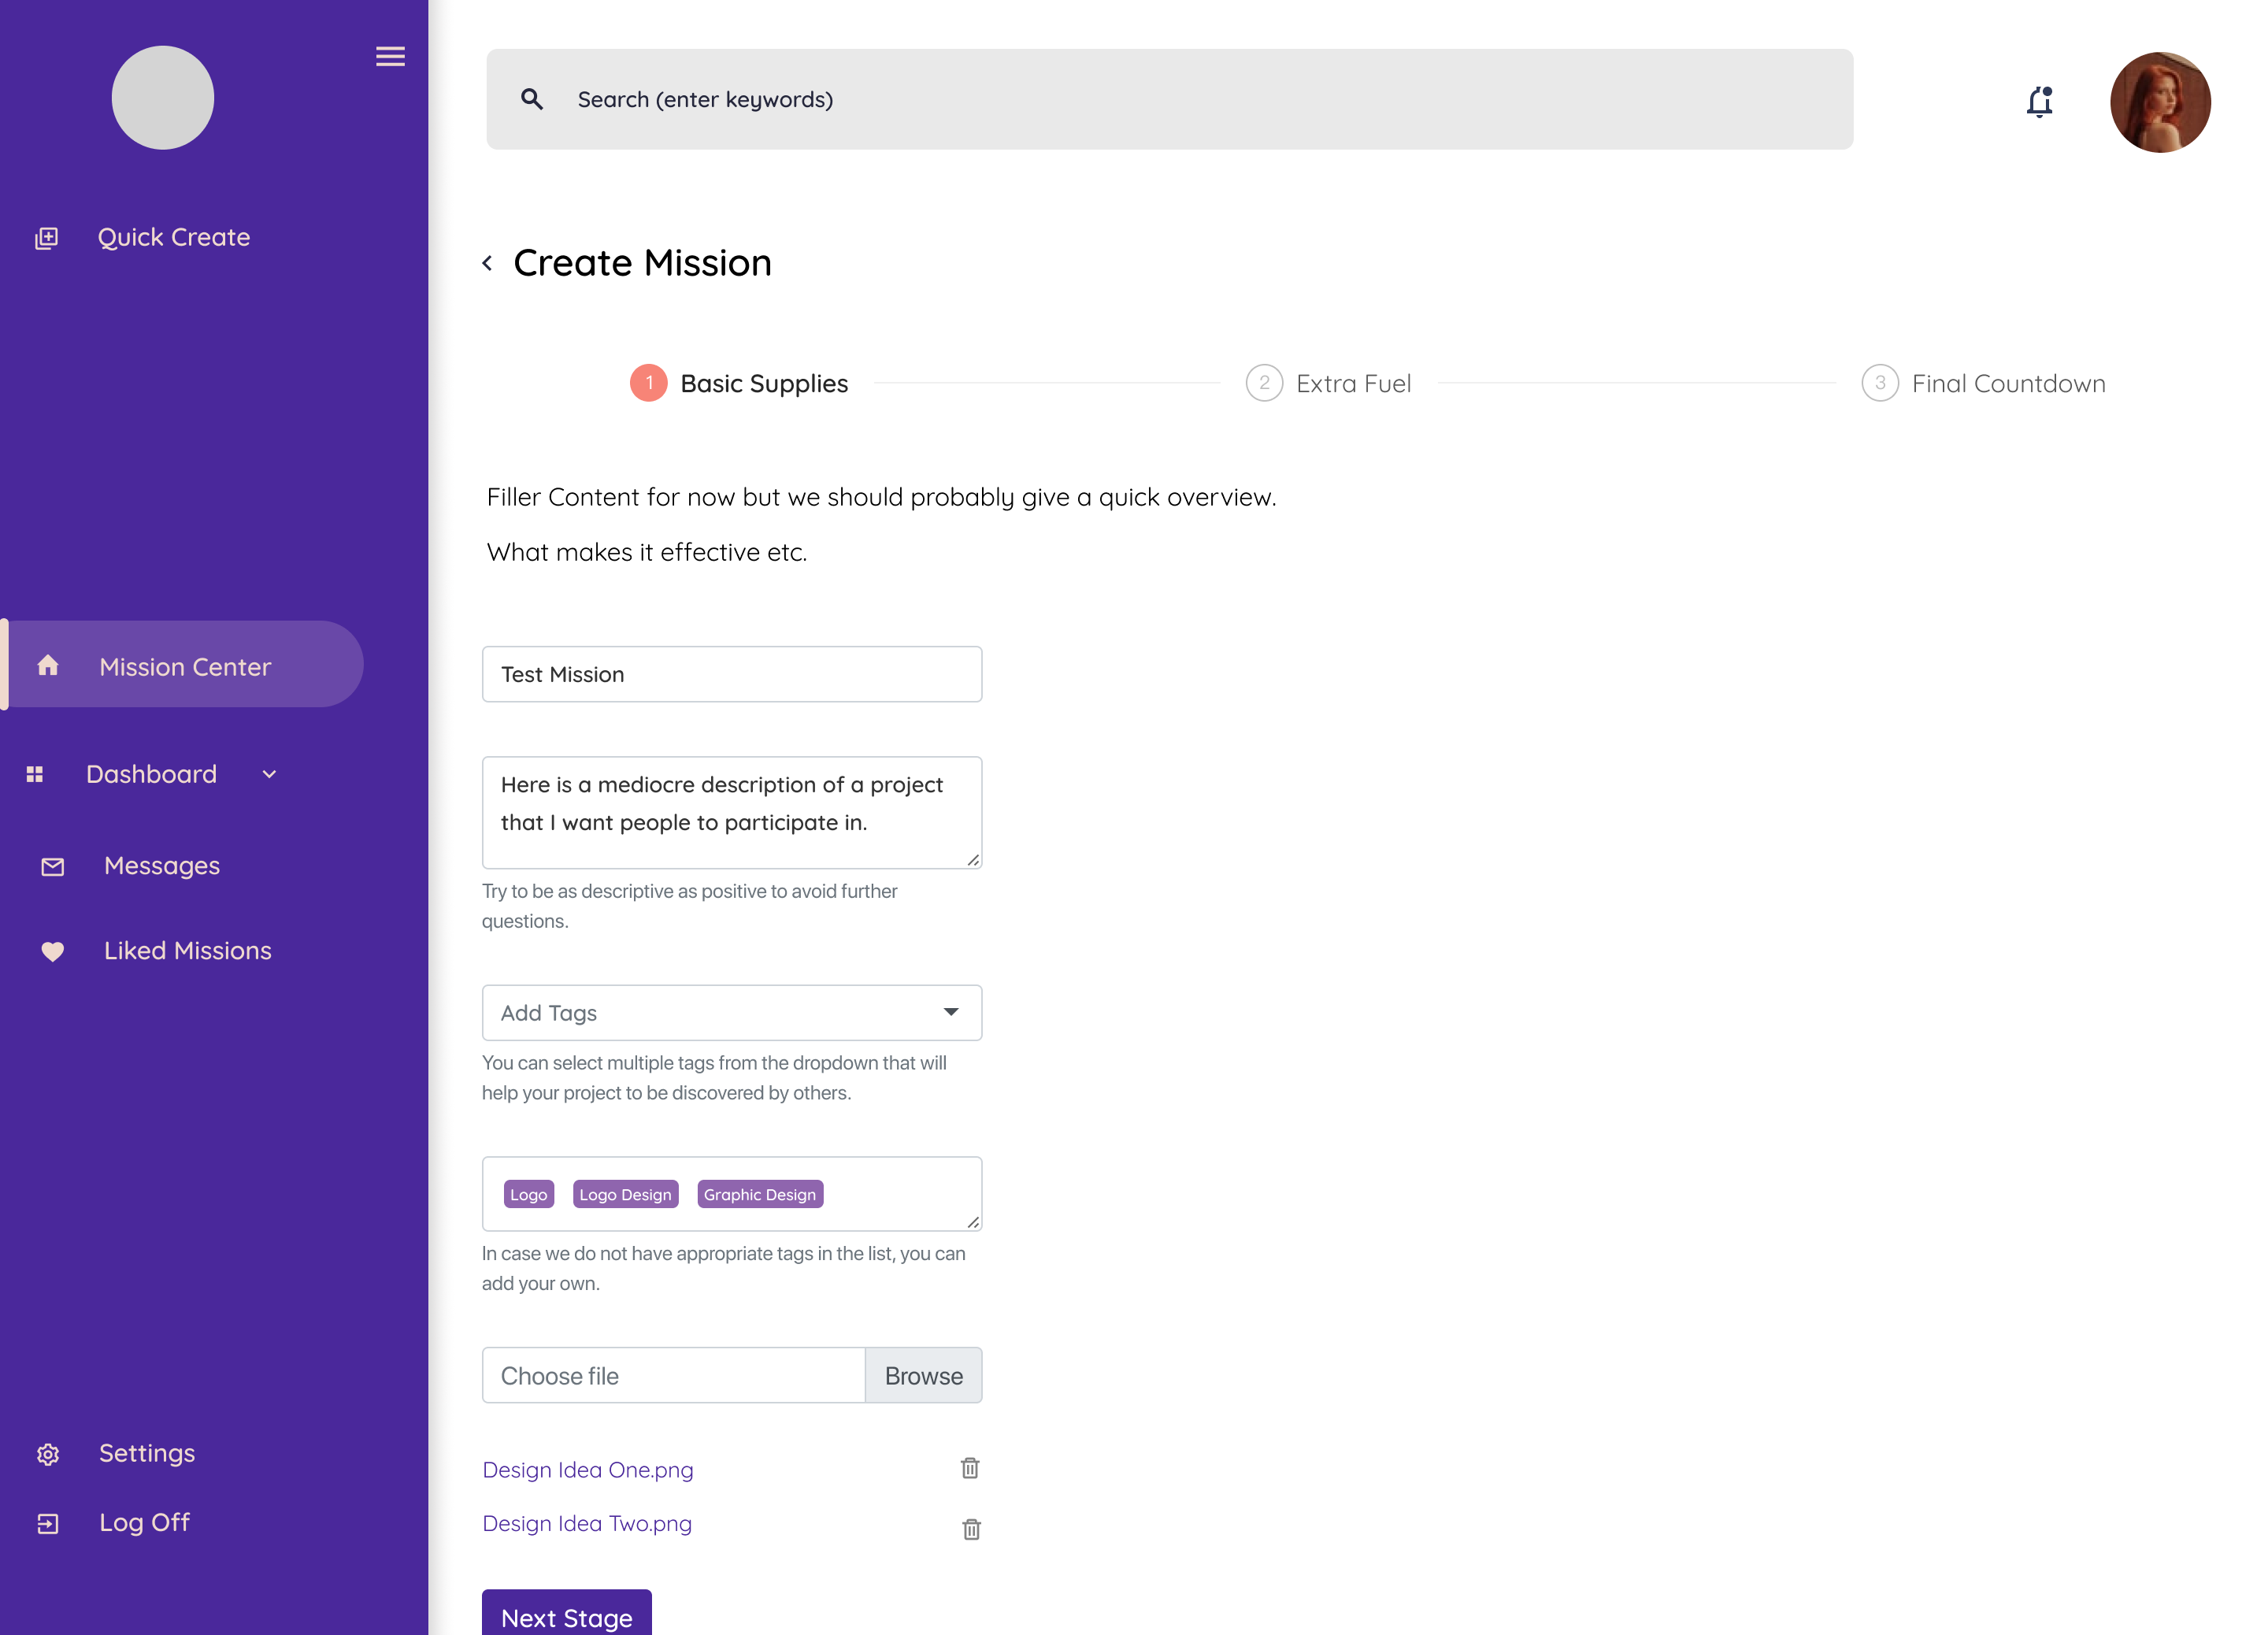 Search (enter keywords)
Quick Create
Create Mission
1 Basic Supplies
2 Extra Fuel
3 Final Countdown
Filler Content for now but we should probably give a quick overview.
What makes it effective etc.
Mission Center
Dashboard
Messages
Liked Missions
Settings
Log Off
Test Mission
Here is a mediocre description of a project
that I want people to participate in.
Try to be as descriptive as positive to avoid further
questions.
Add Tags
You can select multiple tags from the dropdown that will
help your project to be discovered by others.
Logo Logo Design Graphic Design
In case we do not have appropriate tags in the list, you can
add your own.
Choose file Browse
Design Idea One.png
Design Idea Two.png
Next Stage